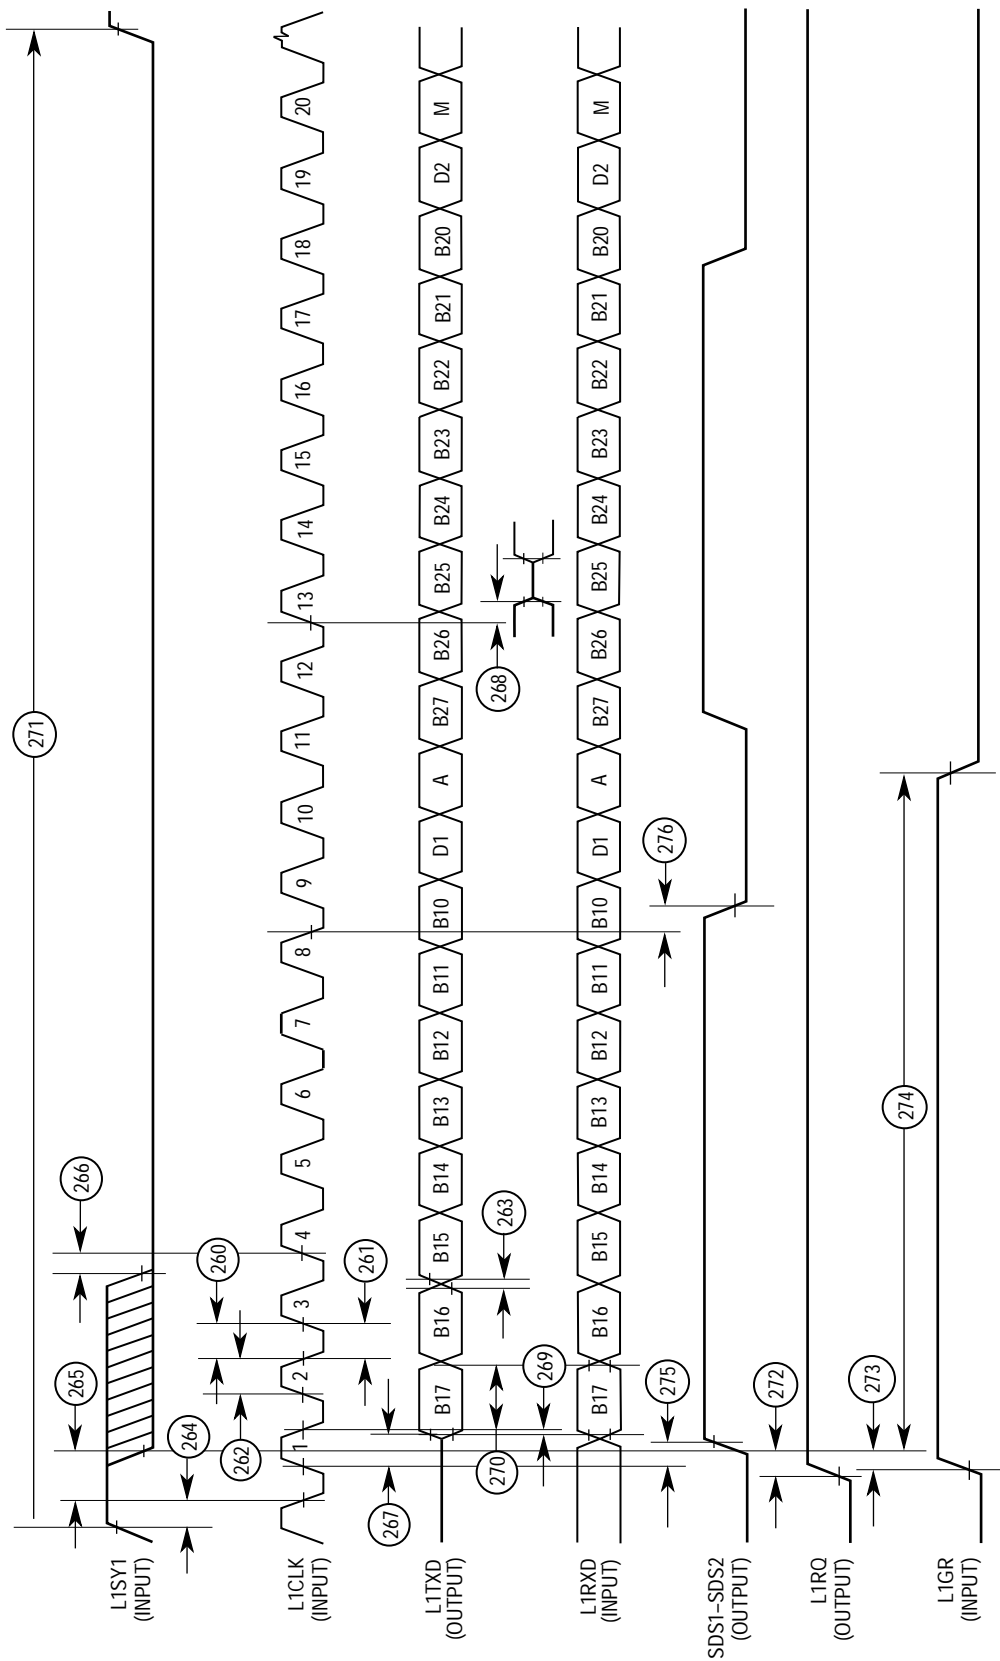 L1SY1
(INPUT)
271
265
264
266
L1CLK
(INPUT)
1
2
3
4
5
6
7
8
9
10
11
12
13
14
15
16
17
18
19
20
262
260
261
267
L1TXD
(OUTPUT)
B17
B16
B15
B14
B13
B12
B11
B10
D1
A
B27
B26
B25
B24
B23
B22
B21
B20
D2
M
270
269
263
268
L1RXD
(INPUT)
B17
B16
B15
B14
B13
B12
B11
B10
D1
A
B27
B26
B25
B24
B23
B22
B21
B20
D2
M
275
276
SDS1–SDS2
(OUTPUT)
272
L1RQ
(OUTPUT)
273
274
L1GR
(INPUT)